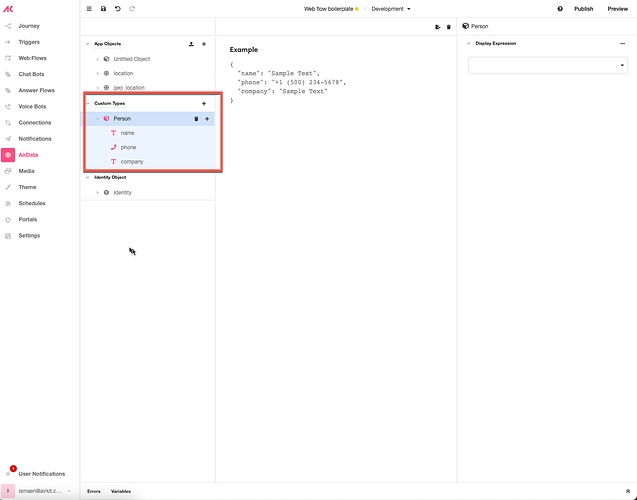 Web flow boilerplate / Development
Publish
Preview
Journey
Triggers
Web Flows
Chat Bots
Answer Flows
Voice Bots
Connections
Notifications
AirData
Media
Theme
Schedules
Portals
Settings
1
User Notifications
I
ismaen@airkit.c...
App Objects
Untitled Object
location
geo_location
Custom Types
Person
name
phone
company
Identity Object
Identity
Example
{
"name": "Sample Text",
"phone": "+1 (500) 234-5678",
"company": "Sample Text"
}
Person
Display Expression
Errors Variables